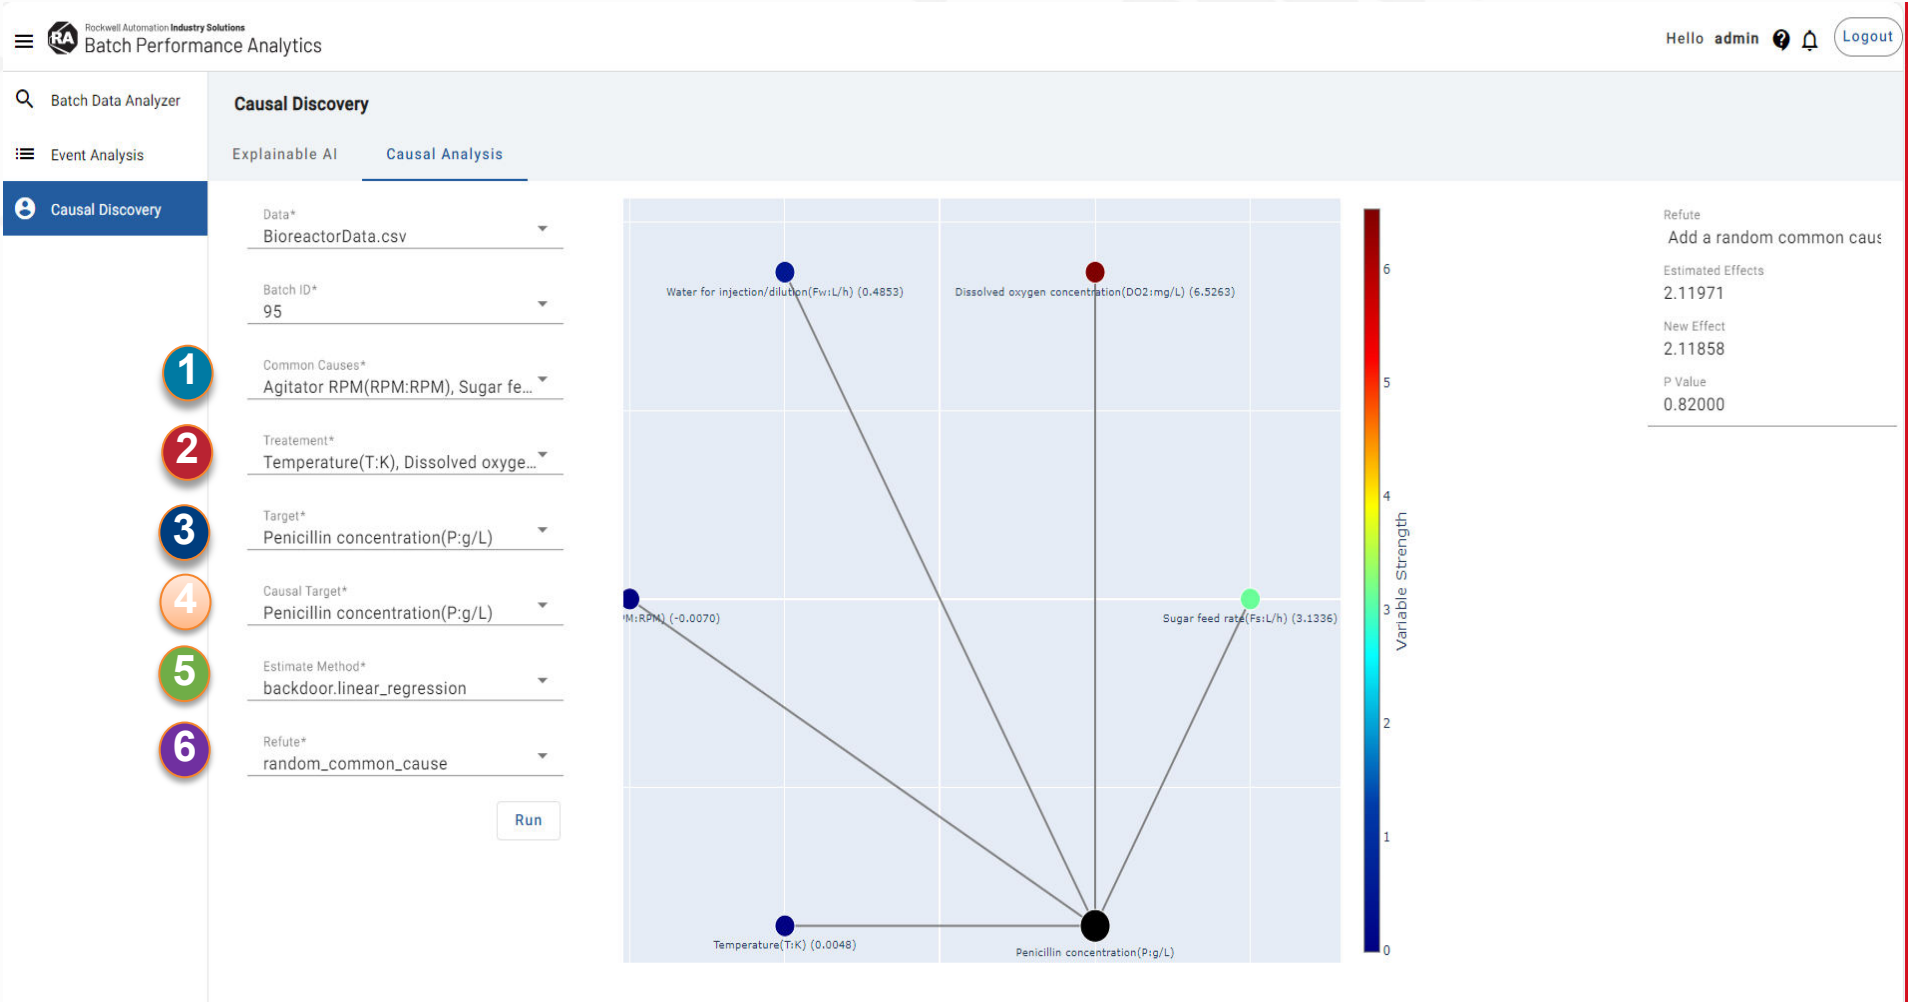 RA
Rockwell Automation Industry Solutions
Batch Performance Analytics
Hello admin
Logout
Batch Data Analyzer
Event Analysis
Causal Discovery
Causal Discovery
Explainable AI
Causal Analysis
Data*
BioreactorData.csv
Batch ID*
95
1
Common Causes*
Agitator RPM(RPM:RPM), Sugar fe...
2
Treatement*
Temperature(T:K), Dissolved oxyge...
3
Target*
Penicillin concentration(P:g/L)
4
Causal Target*
Penicillin concentration(P:g/L)
5
Estimate Method*
backdoor.linear_regression
6
Refute*
random_common_cause
Run
Water for injection/dilution(Fw:L/h) (0.4853)
Dissolved oxygen concentration(DO2:mg/L) (6.5263)
M:RPM) (-0.0070)
Sugar feed rate(Fs:L/h) (3.1336)
Temperature(T:K) (0.0048)
Penicillin concentration(P:g/L)
6
5
4
3
2
1
0
Variable Strength
Refute
Add a random common caus
Estimated Effects
2.11971
New Effect
2.11858
P Value
0.82000